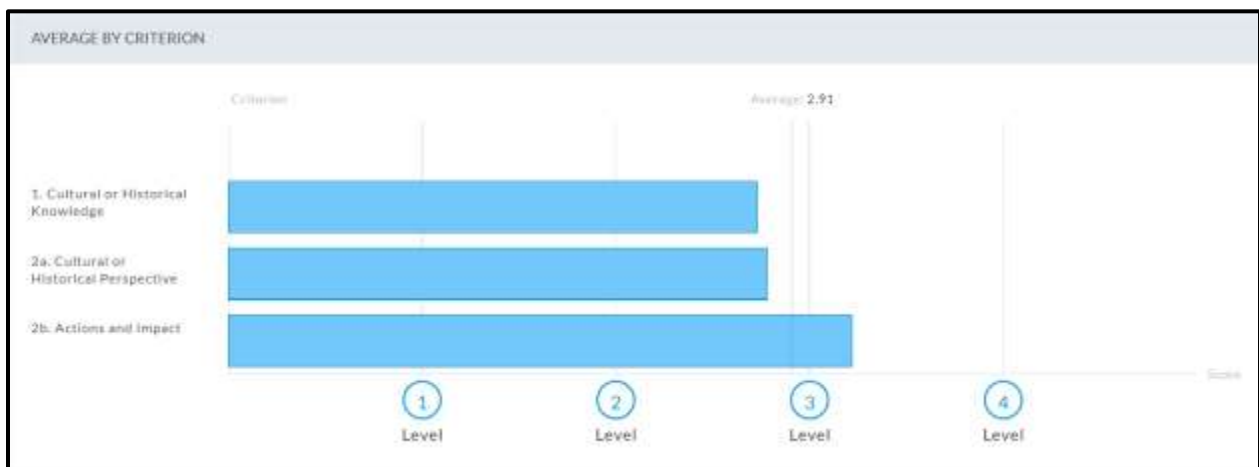 AVERAGE BY CRITERION
Criterion
Average: 2.91
1. Cultural or Historical
Knowledge
2a. Cultural or
Historical Perspective
2b. Actions and Impact
Score
1
2
3
4
Level
Level
Level
Level